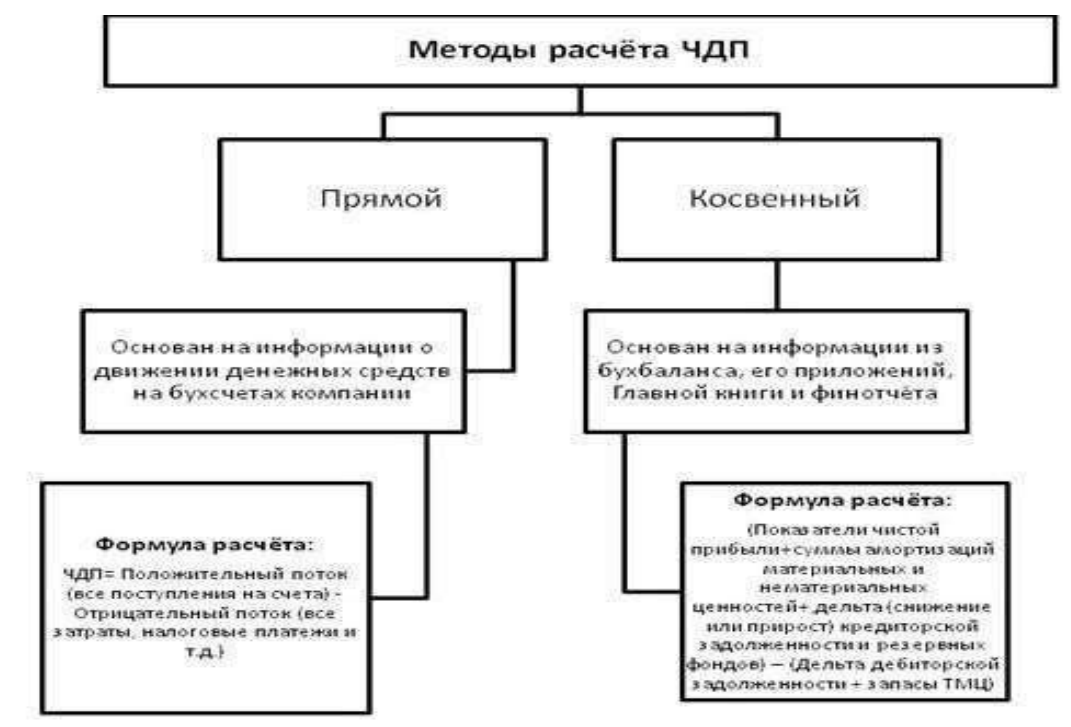 Методы расчёта ЧДП
Прямой
Косвенный
Основан на информации о
движении денежных средств
на бухсчетах компании
Основан на информации из
бухбаланса, его приложений,
Главной книги и финотчёта
Формула расчёта:
ЧДП= Положительный поток
(все поступления на счета) -
Отрицательный поток (все
затраты, налоговые платежи и
т.д.)
Формула расчёта:
(Показатели чистой
прибыли+суммы амортизаций
материальных и
нематериальных
ценностей+ дельта (снижение
или прирост) кредиторской
задолженности и резервных
фондов) – (Дельта дебиторской
задолженности + запасы ТМЦ)